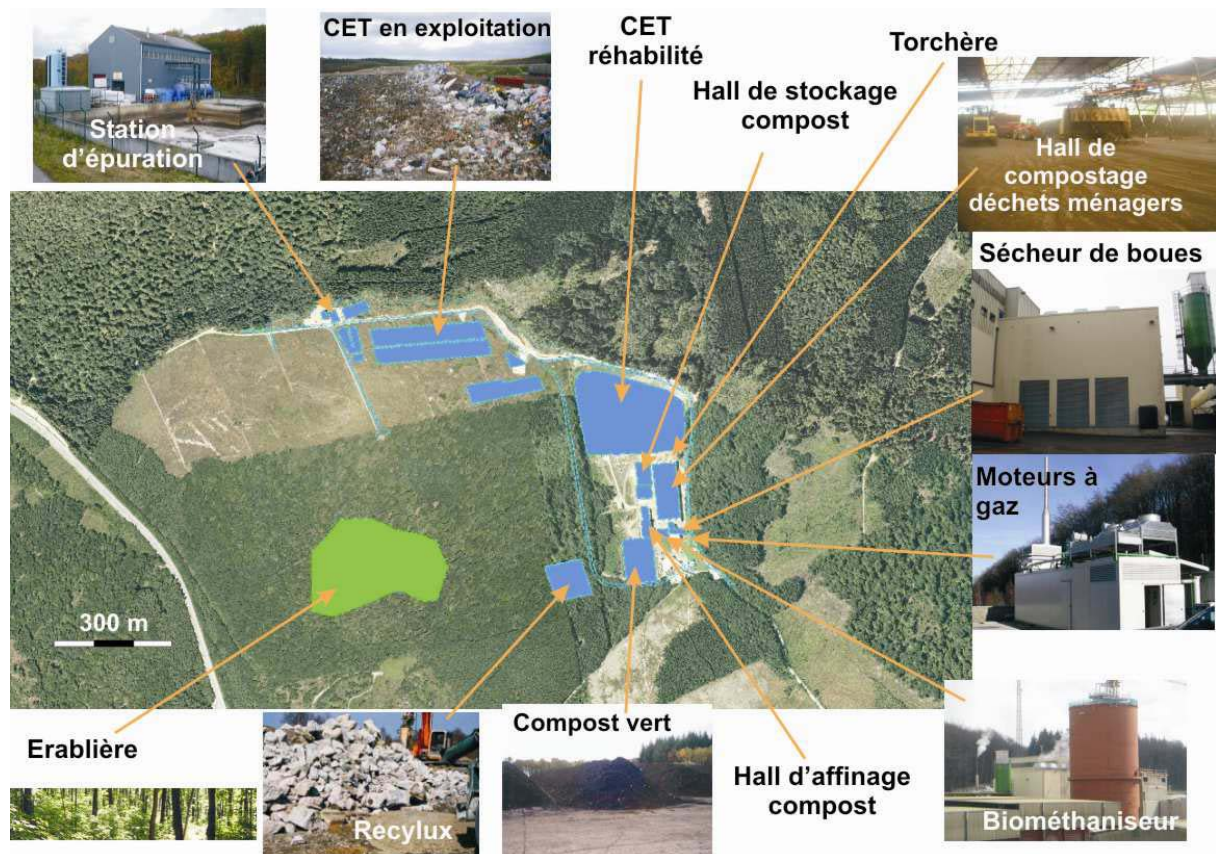 CET en exploitation
CET
réhabilité
Torchère
Hall de stockage
compost
Station
d'épuration
Hall de
compostage
déchets ménagers
Sécheur de boues
Moteurs à
gaz
300 m
Erablière
Recylux
Compost vert
Hall d'affinage
compost
Biométhaniseur